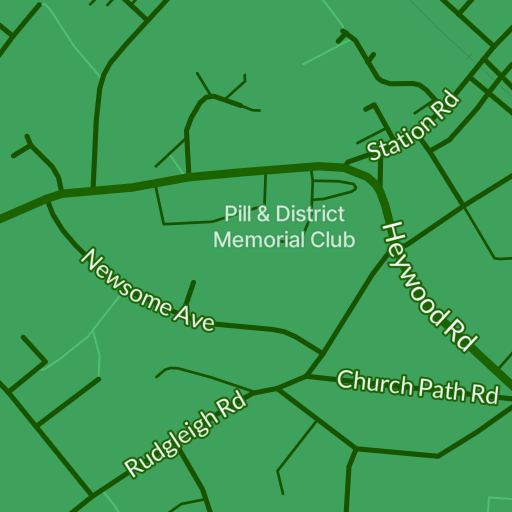 Station Rd
Pill & District
Memorial Club
Heywood Rd
Newsome Ave
Church Path Rd
Rudgleigh Rd